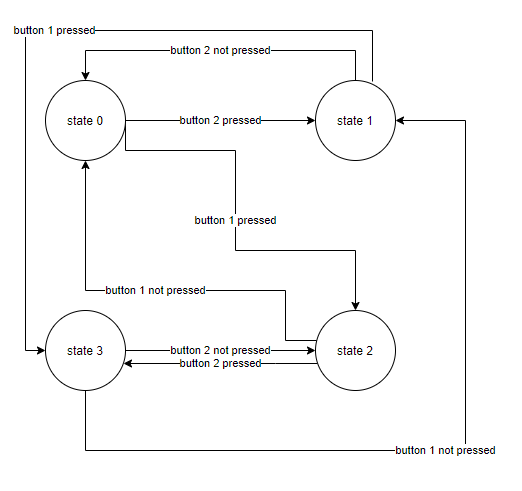 button 1 pressed
button 2 not pressed
state 0
button 2 pressed
state 1
button 1 pressed
button 1 not pressed
state 3
button 2 not pressed
button 2 pressed
state 2
button 1 not pressed